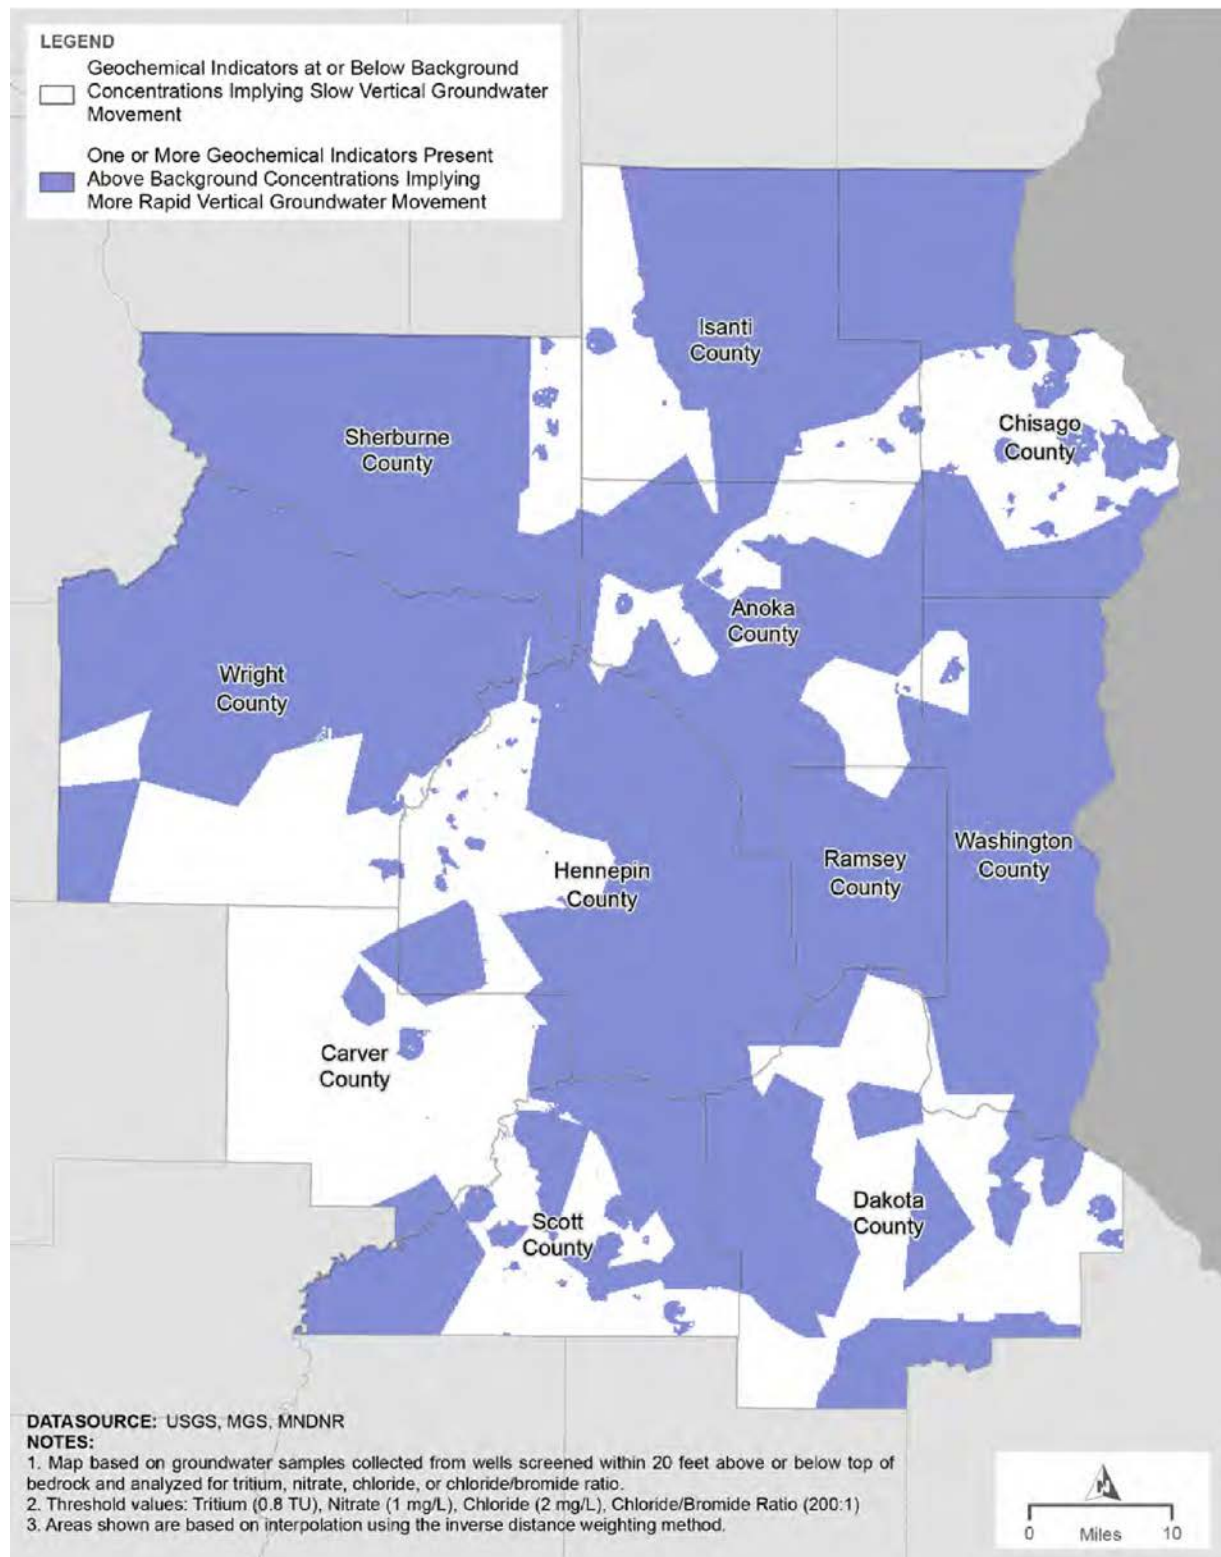 LEGEND
Geochemical Indicators at or Below Background
Concentrations Implying Slow Vertical Groundwater
Movement
One or More Geochemical Indicators Present
Above Background Concentrations Implying
More Rapid Vertical Groundwater Movement
Isanti
County
Sherburne
County
Chisago
County
Anoka
County
Wright
County
Hennepin
County
Ramsey
County
Washington
County
Carver
County
Scott
County
Dakota
County
DATASOURCE: USGS, MGS, MNDNR
NOTES:
1. Map based on groundwater samples collected from wells screened within 20 feet above or below top of
bedrock and analyzed for tritium, nitrate, chloride, or chloride/bromide ratio.
2. Threshold values: Tritium (0.8 TU), Nitrate (1 mg/L), Chloride (2 mg/L), Chloride/Bromide Ratio (200:1)
3. Areas shown are based on interpolation using the inverse distance weighting method.
N
0 Miles 10